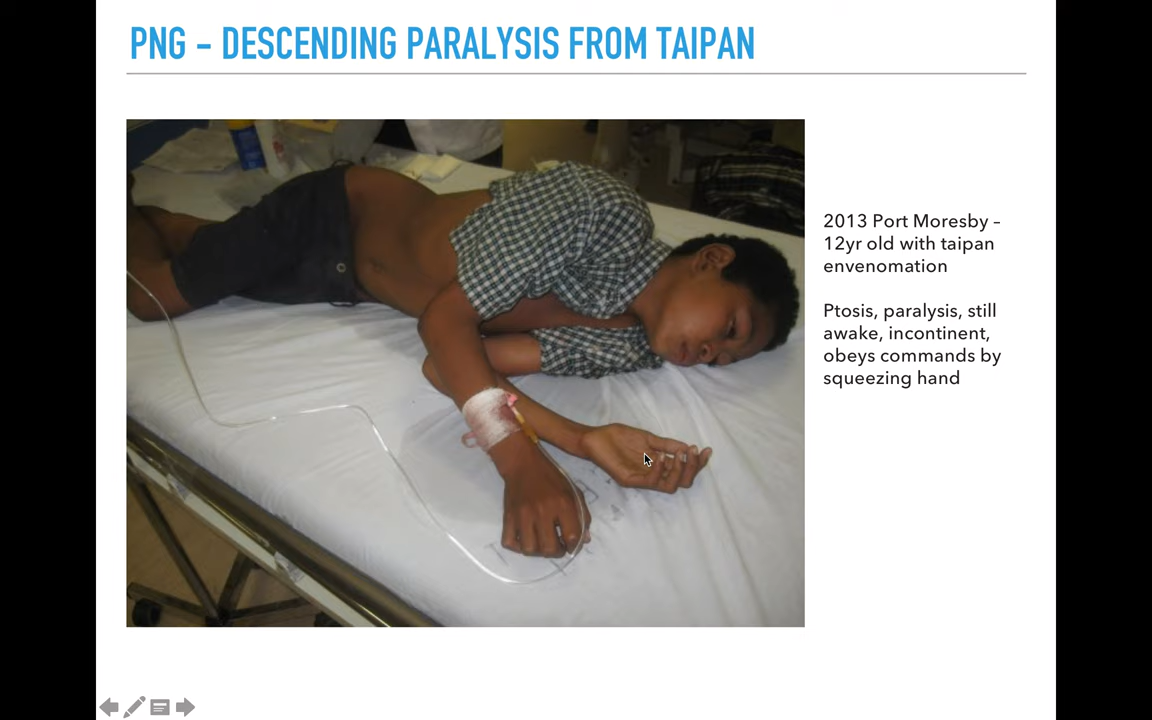 PNG – DESCENDING PARALYSIS FROM TAIPAN
2013 Port Moresby –
12yr old with taipan
envenomation
Ptosis, paralysis, still
awake, incontinent,
obeys commands by
squeezing hand